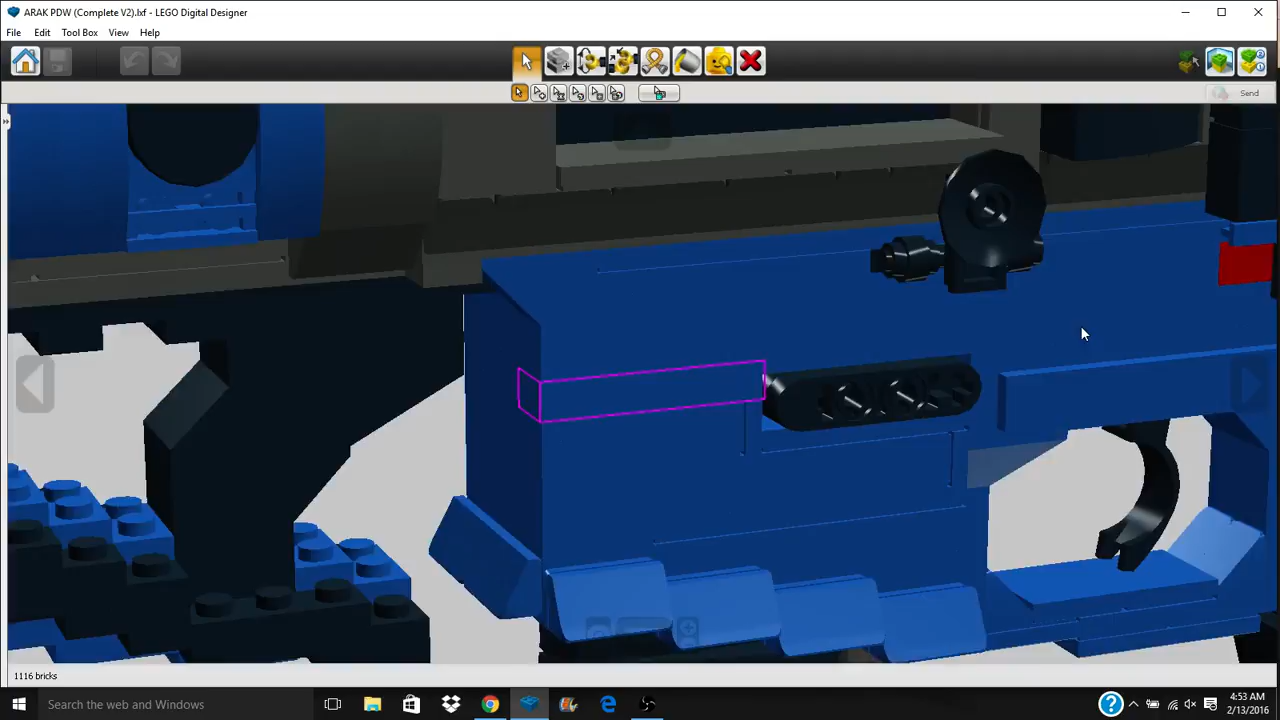 ARAK PDW (Complete V2).lxf - LEGO Digital Designer
File Edit Tool Box View Help
Send
1116 bricks
Search the web and Windows
4:53 AM
2/13/2016